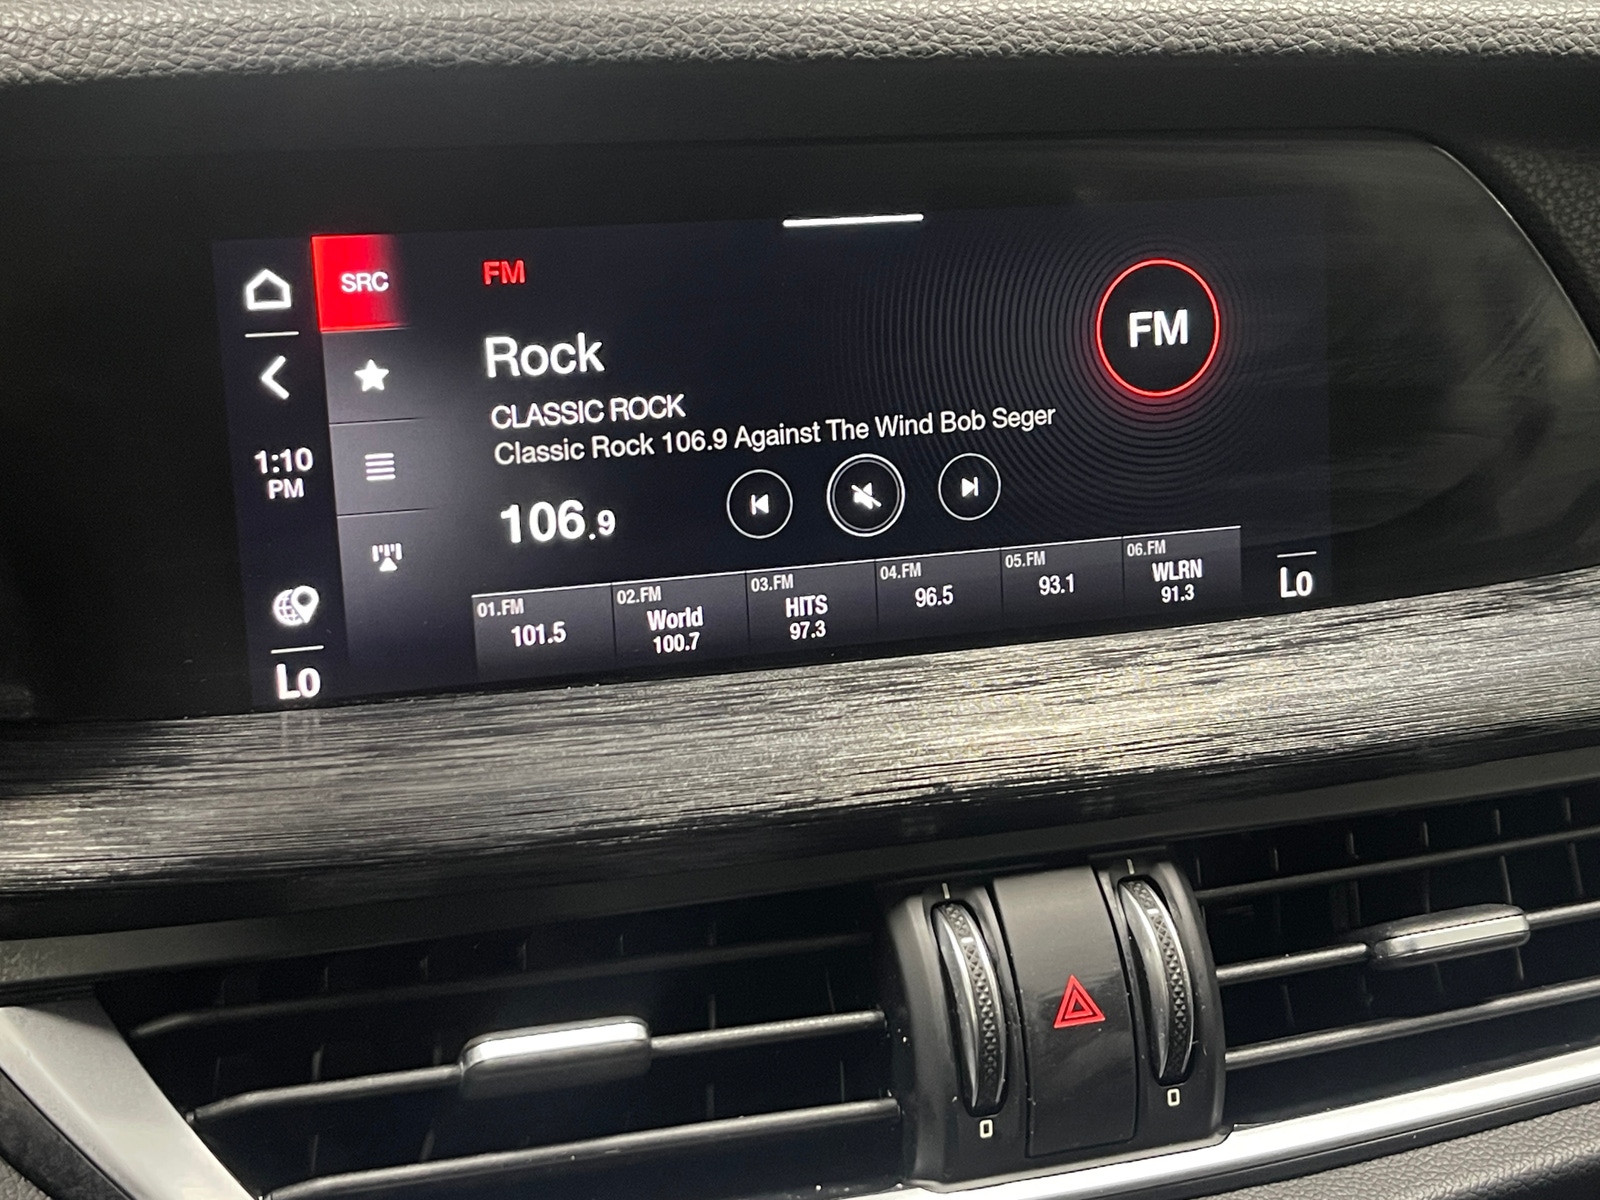 SRC
FM
FM
Rock
CLASSIC ROCK
Classic Rock 106.9 Against The Wind Bob Seger
1:10
PM
106.9
01.FM
101.5
02.FM
World
100.7
03.FM
HITS
97.3
04.FM
96.5
05.FM
93.1
06.FM
WLRN
91.3
Lo
Lo
0
0